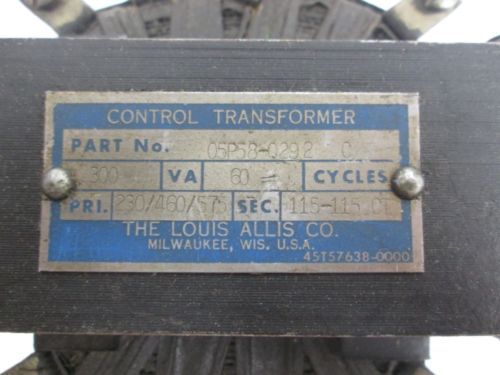 CONTROL TRANSFORMER
PART No. 05P58-0292 C
300 VA 60 CYCLES
PRI. 230/460/575 SEC. 115-115 CT
THE LOUIS ALLIS CO.
MILWAUKEE, WIS. U.S.A.
45T57638-0000